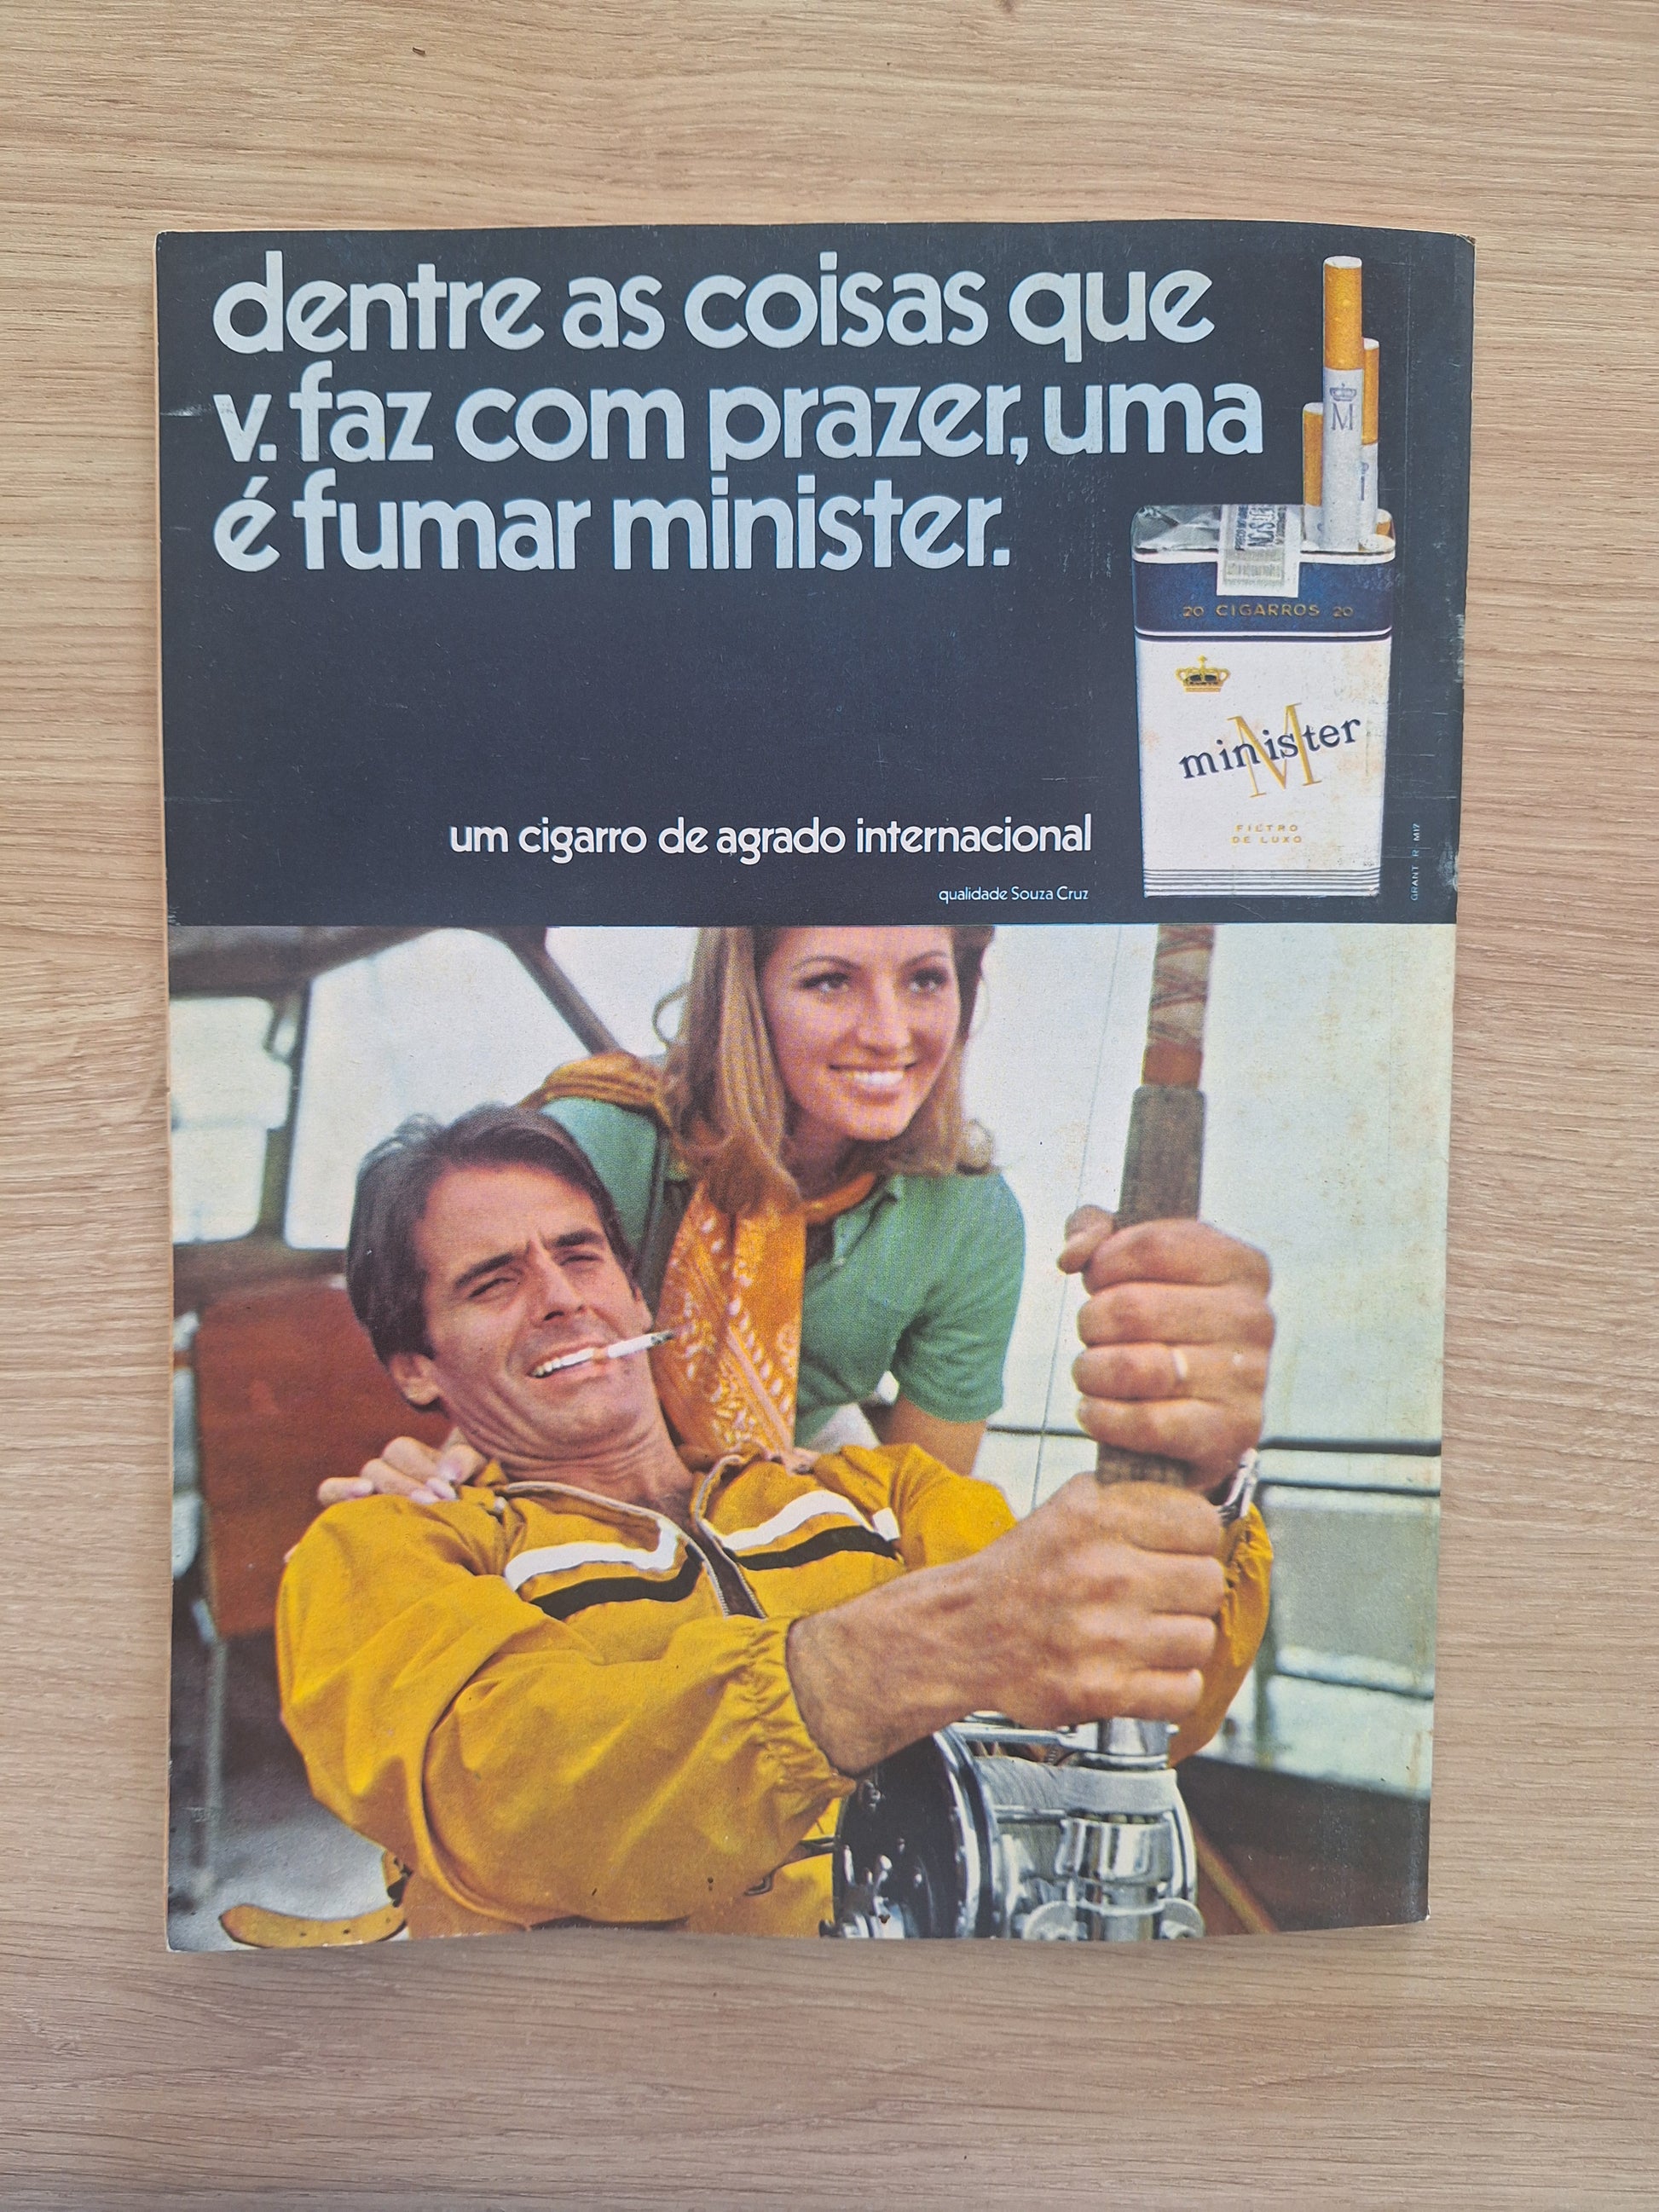 dentre as coisas que
v. faz com prazer, uma
é fumar minister.
20 CIGARROS 20
M
minister
FILTRO
DE LUXO
um cigarro de agrado internacional
qualidade Souza Cruz